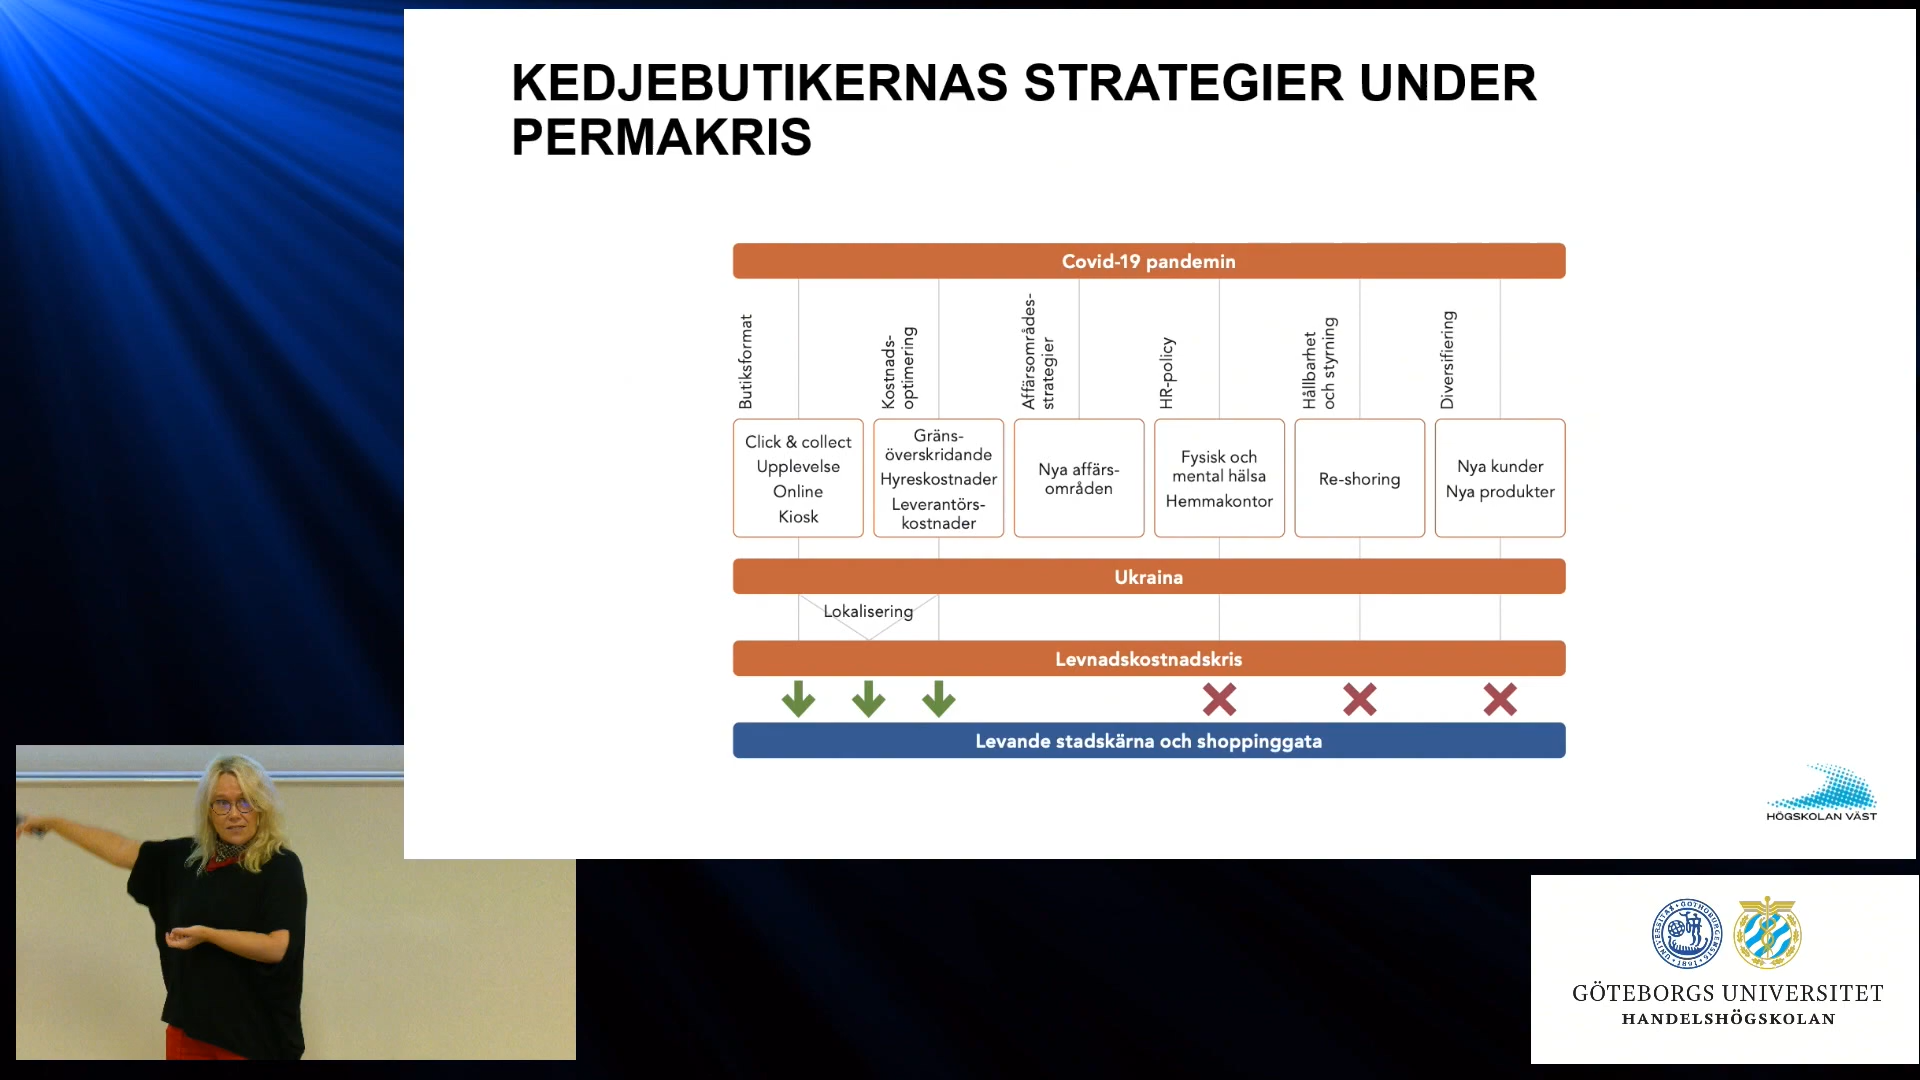 KEDJEBUTIKERNAS STRATEGIER UNDER
PERMAKRIS
Covid-19 pandemin
Butiksformat
Kostnads-
optimering
Affärsområdes-
strategier
HR-policy
Hållbarhet
och styrning
Diversifiering
Click & collect
Upplevelse
Online
Kiosk
Gräns-
överskridande
Hyreskostnader
Leverantörs-
kostnader
Nya affärs-
områden
Fysisk och
mental hälsa
Hemmakontor
Re-shoring
Nya kunder
Nya produkter
Ukraina
Lokalisering
Levnadskostnadskris
Levande stadskärna och shoppinggata
HÖGSKOLAN VÄST
GÖTEBORGS UNIVERSITET
HANDELSHÖGSKOLAN